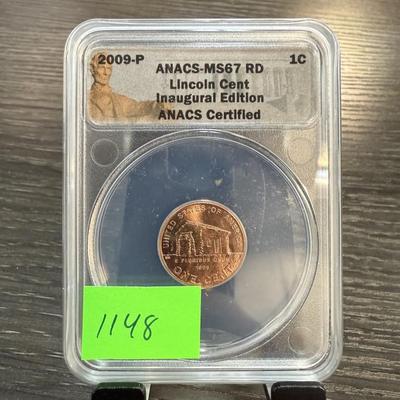 2009-P 1C
ANACS-MS67 RD
Lincoln Cent
Inaugural Edition
ANACS Certified
UNITED STATES OF AMERICA
E PLURIBUS UNUM
1809
ONE CENT
1148